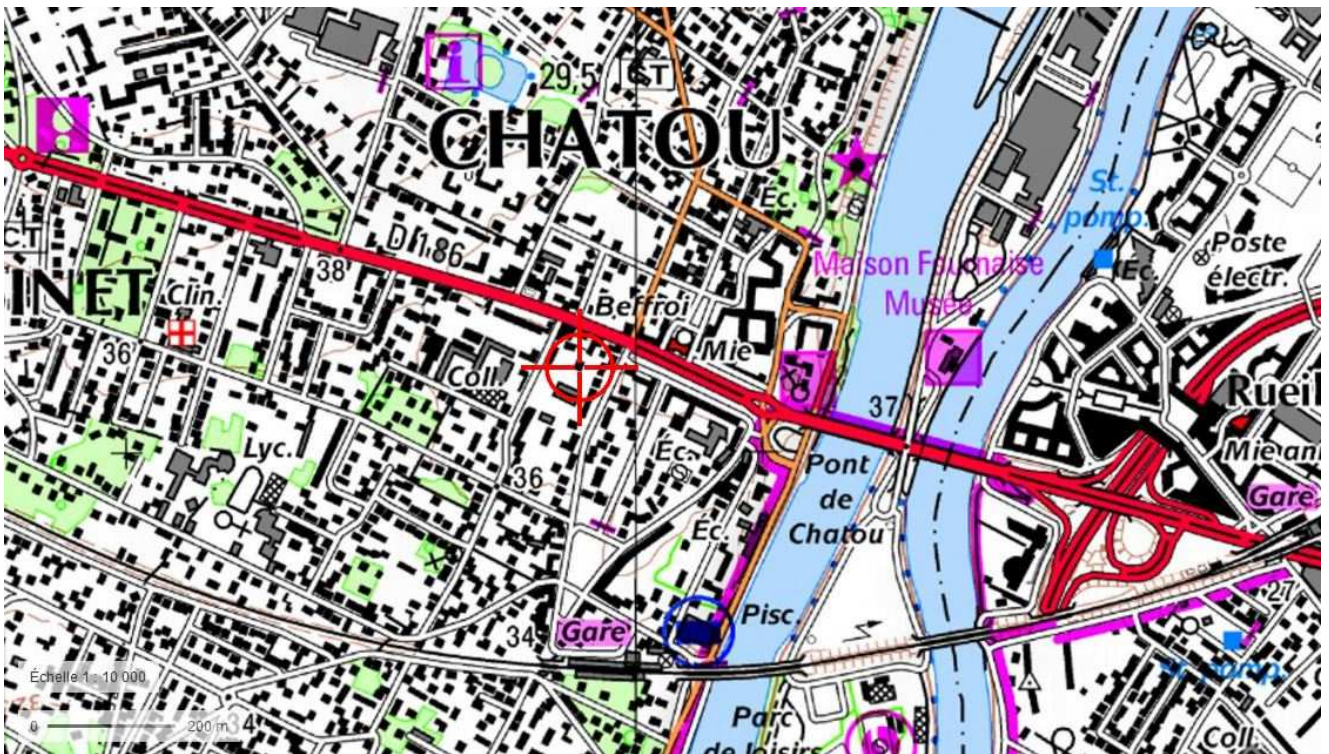 29,5
CT
CHATOU
Éc.
St.
pomp.
Poste
électr.
D 186
C.T
Maison Fournaise
Musée
Éc.
38
INET
Clin.
Beffroi
Mie
36
Coll.
37
Rueil
Mie an
Lyc.
Éc.
Gare
36
Pont
de
Chatou
Éc.
Pisc.
27
34
Gare
St. pomp.
Échelle 1 : 10 000
0 200 m
34
Parc
de loisirs
Coll.